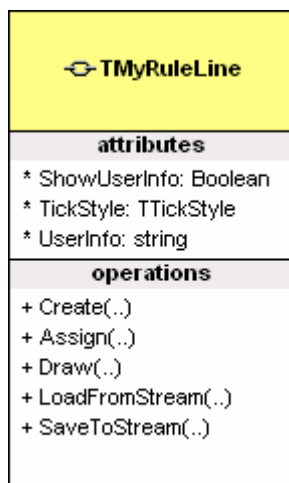 TMyRuleLine
attributes
* ShowUserInfo: Boolean
* TickStyle: TTickStyle
* UserInfo: string
operations
+ Create(..)
+ Assign(..)
+ Draw(..)
+ LoadFromStream(..)
+ SaveToStream(..)